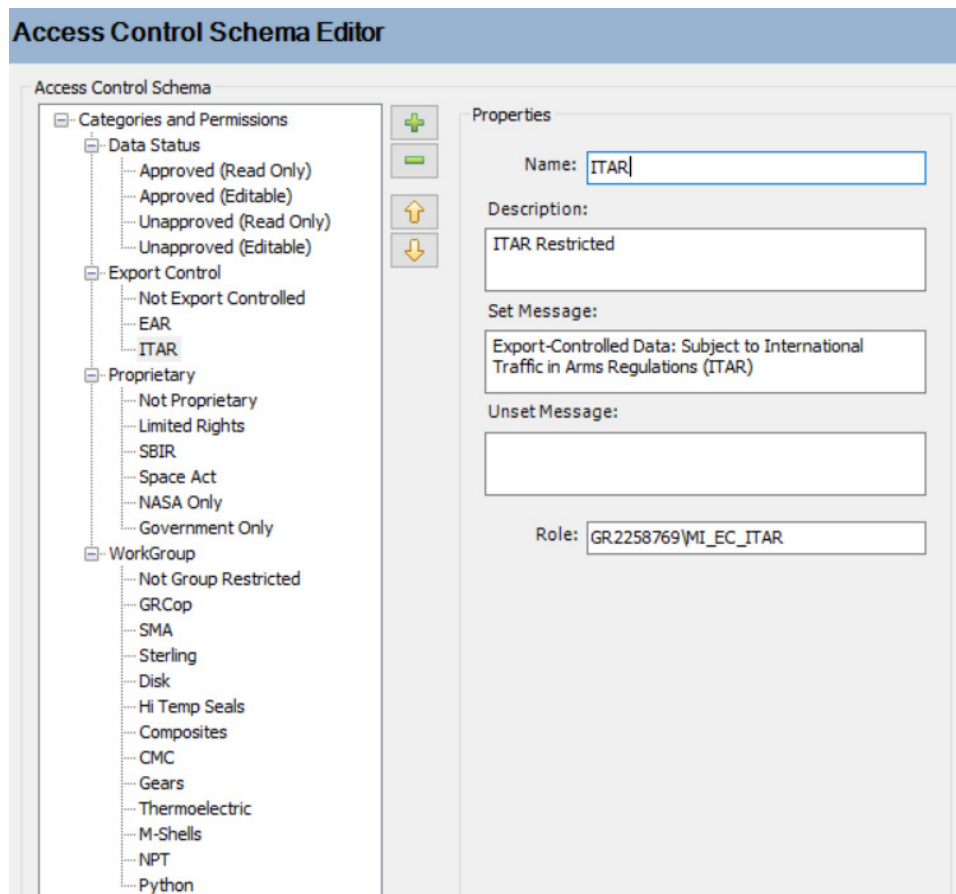 Access Control Schema Editor
Access Control Schema
Categories and Permissions
Data Status
Approved (Read Only)
Approved (Editable)
Unapproved (Read Only)
Unapproved (Editable)
Export Control
Not Export Controlled
EAR
ITAR
Proprietary
Not Proprietary
Limited Rights
SBIR
Space Act
NASA Only
Government Only
WorkGroup
Not Group Restricted
GRCop
SMA
Sterling
Disk
Hi Temp Seals
Composites
CMC
Gears
Thermoelectric
M-Shells
NPT
Python
Properties
Name: ITAR
Description:
ITAR Restricted
Set Message:
Export-Controlled Data: Subject to International
Traffic in Arms Regulations (ITAR)
Unset Message:
Role: GR2258769\MI_EC_ITAR